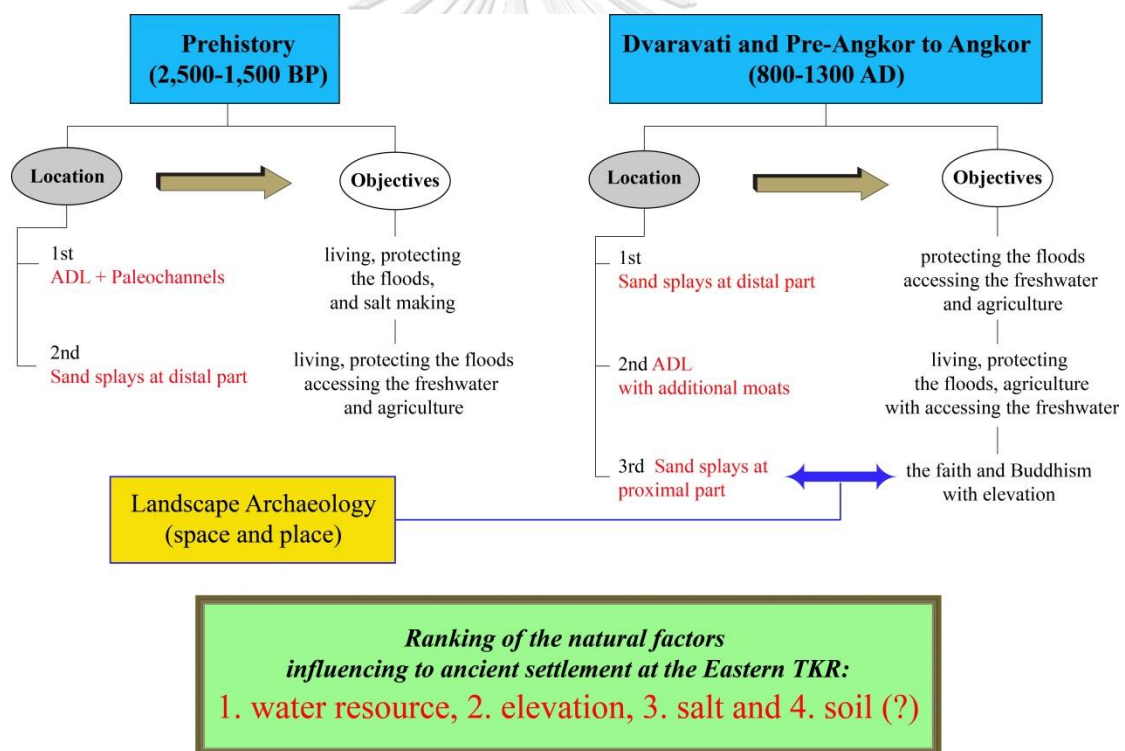 Prehistory
(2,500-1,500 BP)
Location
Objectives
1st
ADL + Paleochannels
living, protecting
the floods,
and salt making
2nd
Sand splays at distal part
living, protecting the floods
accessing the freshwater
and agriculture
Dvaravati and Pre-Angkor to Angkor
(800-1300 AD)
Location
Objectives
1st
Sand splays at distal part
protecting the floods
accessing the freshwater
and agriculture
2nd ADL
with additional moats
living, protecting
the floods, agriculture
with accessing the freshwater
3rd Sand splays at
proximal part
the faith and Buddhism
with elevation
Landscape Archaeology
(space and place)
Ranking of the natural factors
influencing to ancient settlement at the Eastern TKR:
1. water resource, 2. elevation, 3. salt and 4. soil (?)